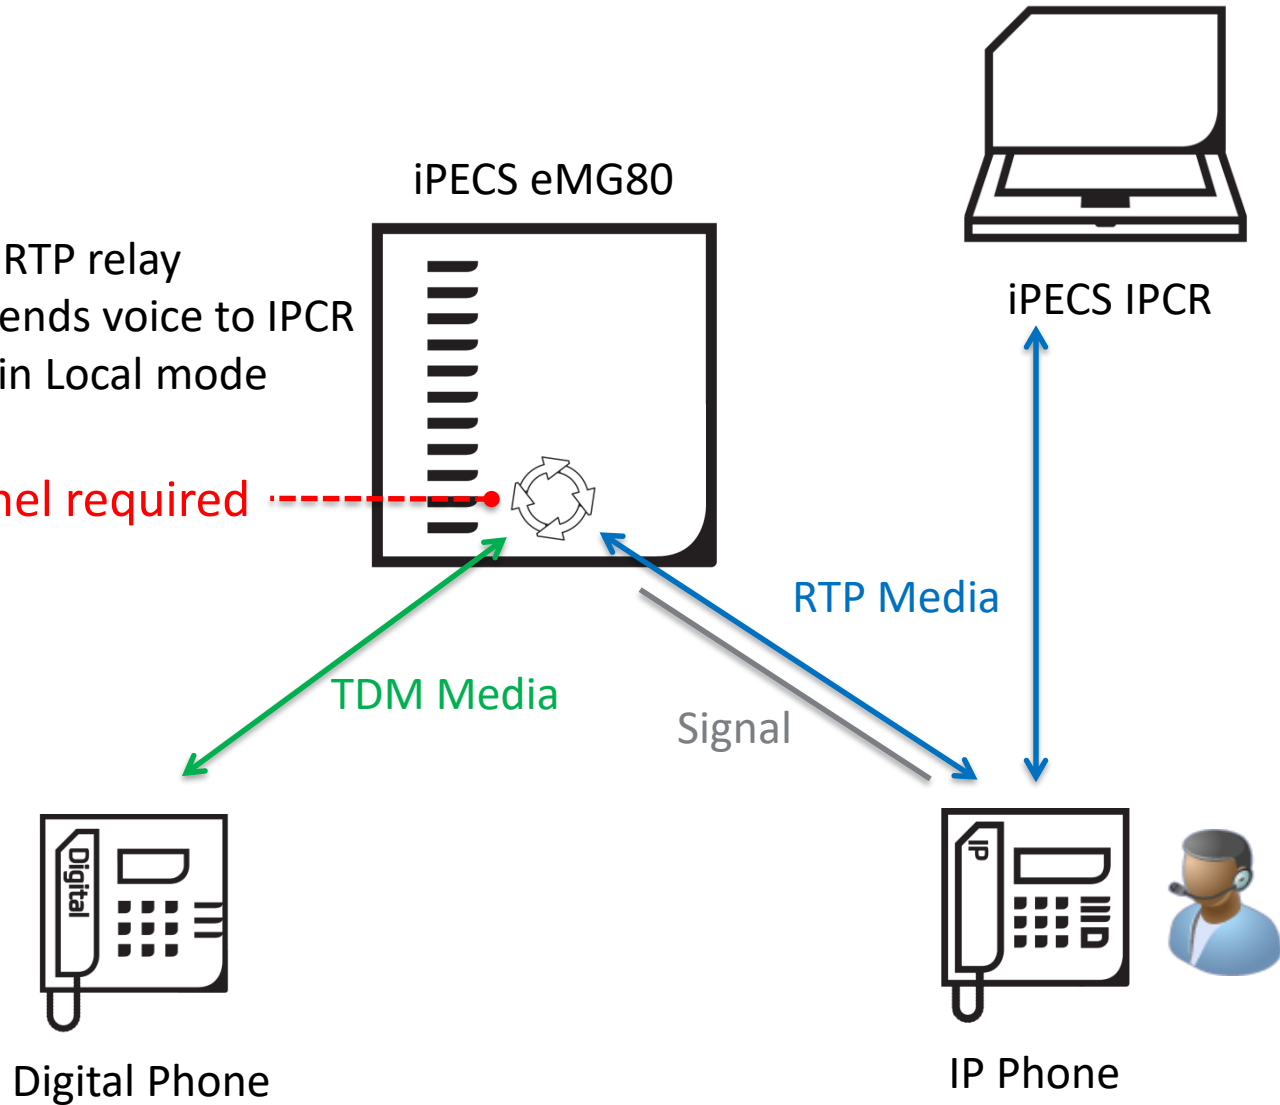 iPECS eMG80
RTP relay
ends voice to IPCR
in Local mode
nel required
iPECS IPCR
RTP Media
TDM Media
Signal
Digital
IP
Digital Phone
IP Phone